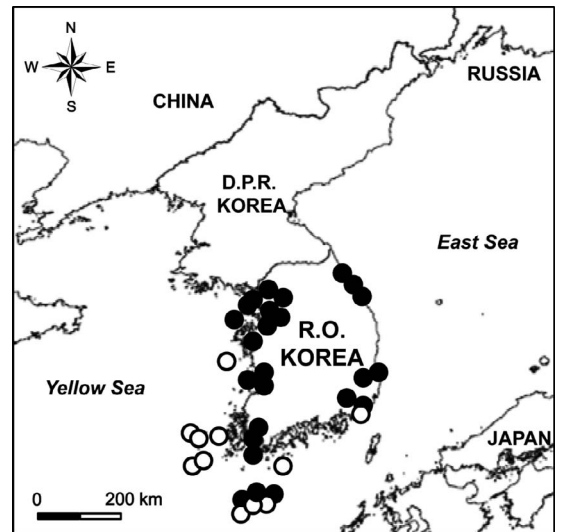 N
W E
S
RUSSIA
CHINA
D.P.R.
KOREA
East Sea
R.O.
KOREA
Yellow Sea
JAPAN
0 200 km